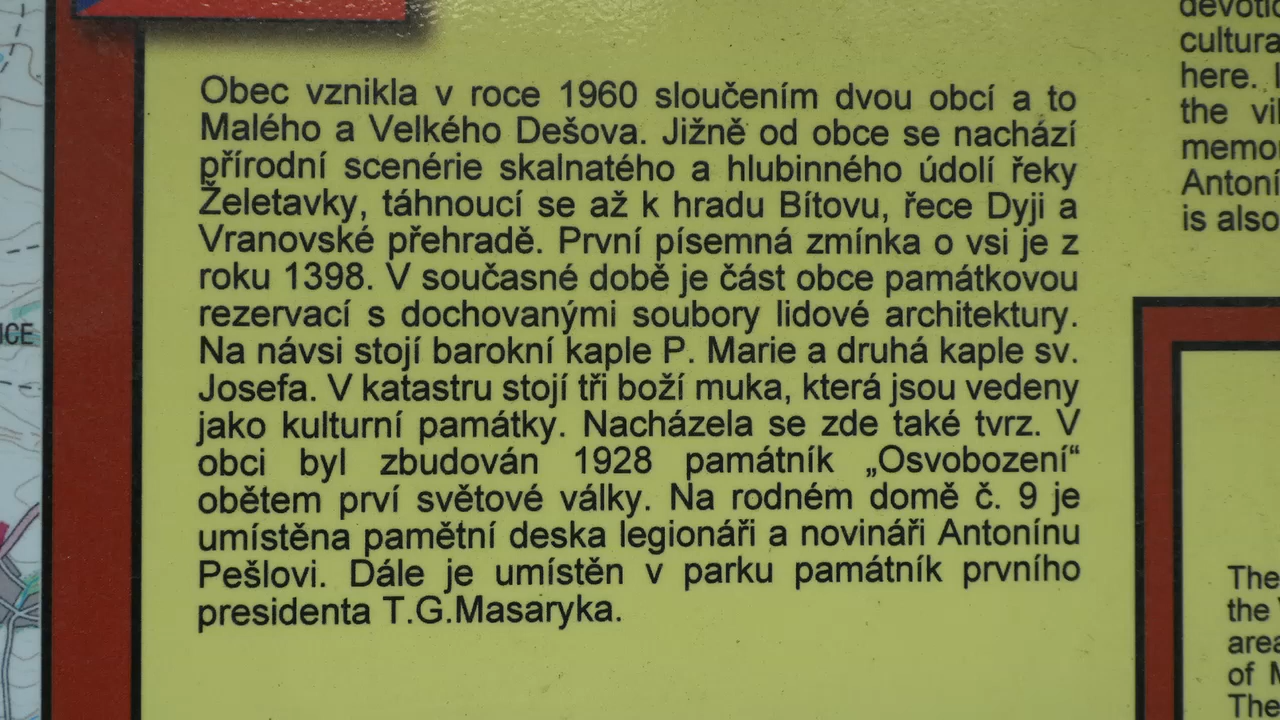 Obec vznikla v roce 1960 sloučením dvou obcí a to
Malého a Velkého Dešova. Jižně od obce se nachází
přírodní scenérie skalnatého a hlubinného údolí řeky
Želetavky, táhnoucí se až k hradu Bítovu, řece Dyji a
Vranovské přehradě. První písemná zmínka o vsi je z
roku 1398. V současné době je část obce památkovou
rezervací s dochovanými soubory lidové architektury.
Na návsi stojí barokní kaple P. Marie a druhá kaple sv.
Josefa. V katastru stojí tři boží muka, která jsou vedeny
jako kulturní památky. Nacházela se zde také tvrz. V
obci byl zbudován 1928 památník „Osvobození“
obětem prví světové války. Na rodném domě č. 9 je
umístěna pamětní deska legionáři a novináři Antonínu
Pešlovi. Dále je umístěn v parku památník prvního
presidenta T.G.Masaryka.
here.
the
is also
The
the
of
The